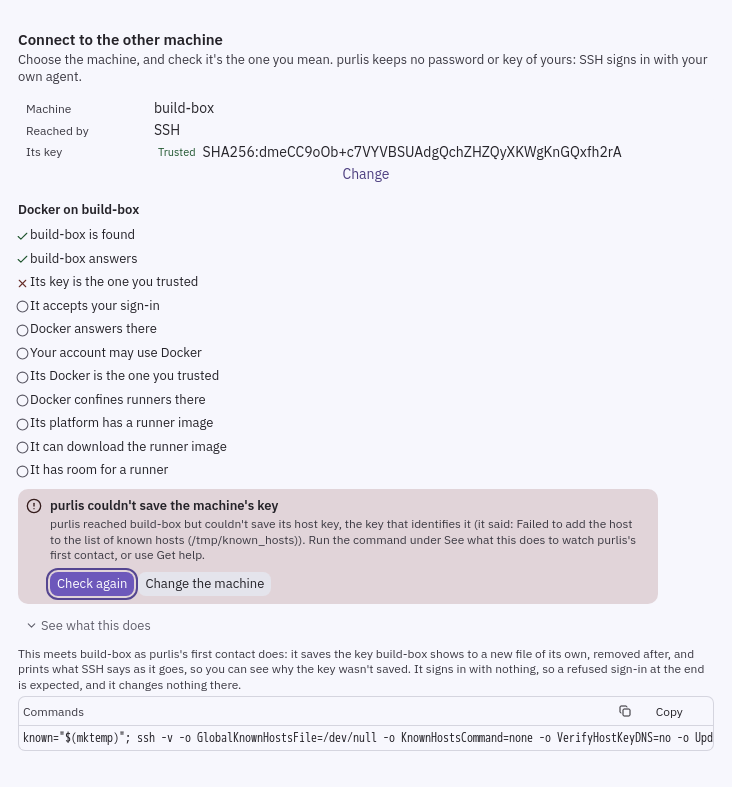 Connect to the other machine
Choose the machine, and check it's the one you mean. purlis keeps no password or key of yours: SSH signs in with your
own agent.
Machine build-box
Reached by SSH
Its key Trusted SHA256:dmeCC9oOb+c7VYVBSUAdgQchZHZQyXKWgKnGQxfh2rA
Change
Docker on build-box
build-box is found
build-box answers
Its key is the one you trusted
It accepts your sign-in
Docker answers there
Your account may use Docker
Its Docker is the one you trusted
Docker confines runners there
Its platform has a runner image
It can download the runner image
It has room for a runner
purlis couldn't save the machine's key
purlis reached build-box but couldn't save its host key, the key that identifies it (it said: Failed to add the host
to the list of known hosts (/tmp/known_hosts)). Run the command under See what this does to watch purlis's
first contact, or use Get help.
Check again Change the machine
See what this does
This meets build-box as purlis's first contact does: it saves the key build-box shows to a new file of its own, removed after, and
prints what SSH says as it goes, so you can see why the key wasn't saved. It signs in with nothing, so a refused sign-in at the end
is expected, and it changes nothing there.
Commands Copy
known="$(mktemp)"; ssh -v -o GlobalKnownHostsFile=/dev/null -o KnownHostsCommand=none -o VerifyHostKeyDNS=no -o Upd